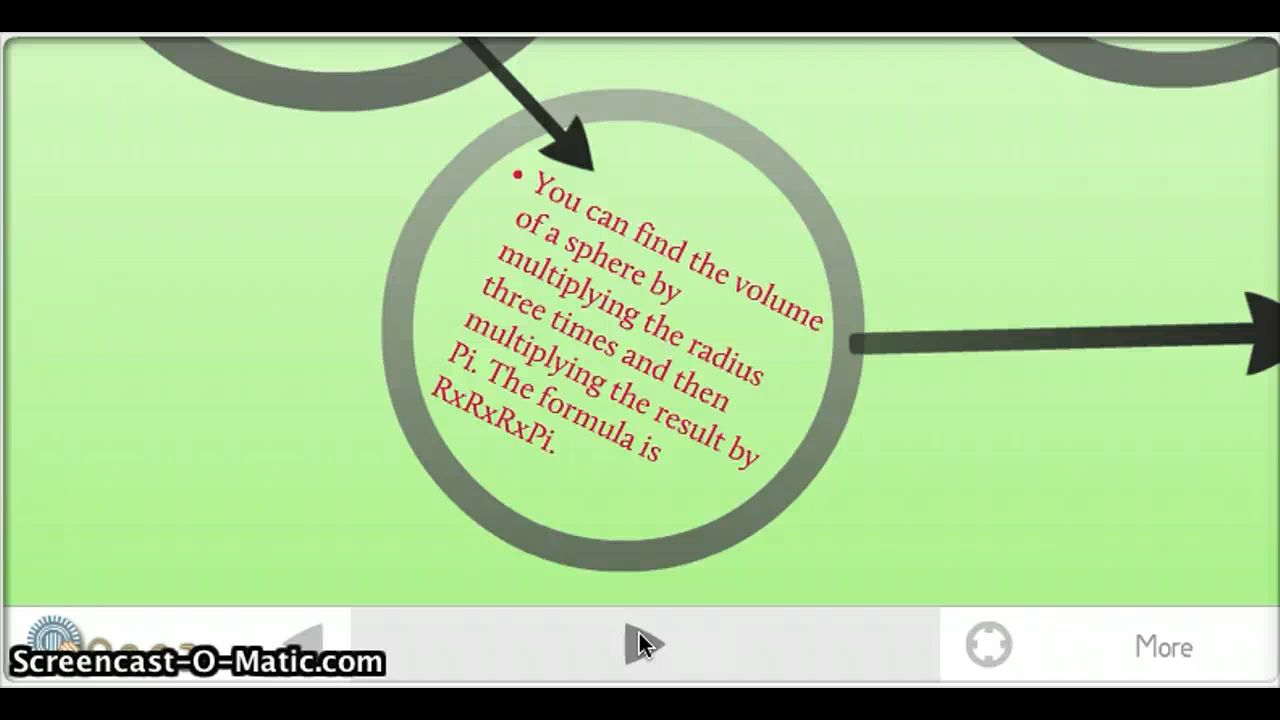 • You can find the volume
of a sphere by
multiplying the radius
three times and then
multiplying the result by
Pi. The formula is
RxRxRxPi.
More
Screencast-O-Matic.com